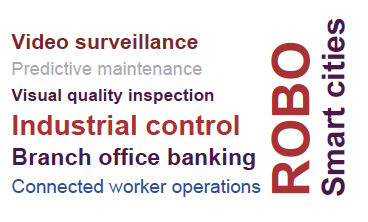 Video surveillance
Predictive maintenance
Visual quality inspection
Industrial control
Branch office banking
Connected worker operations
ROBO
Smart cities